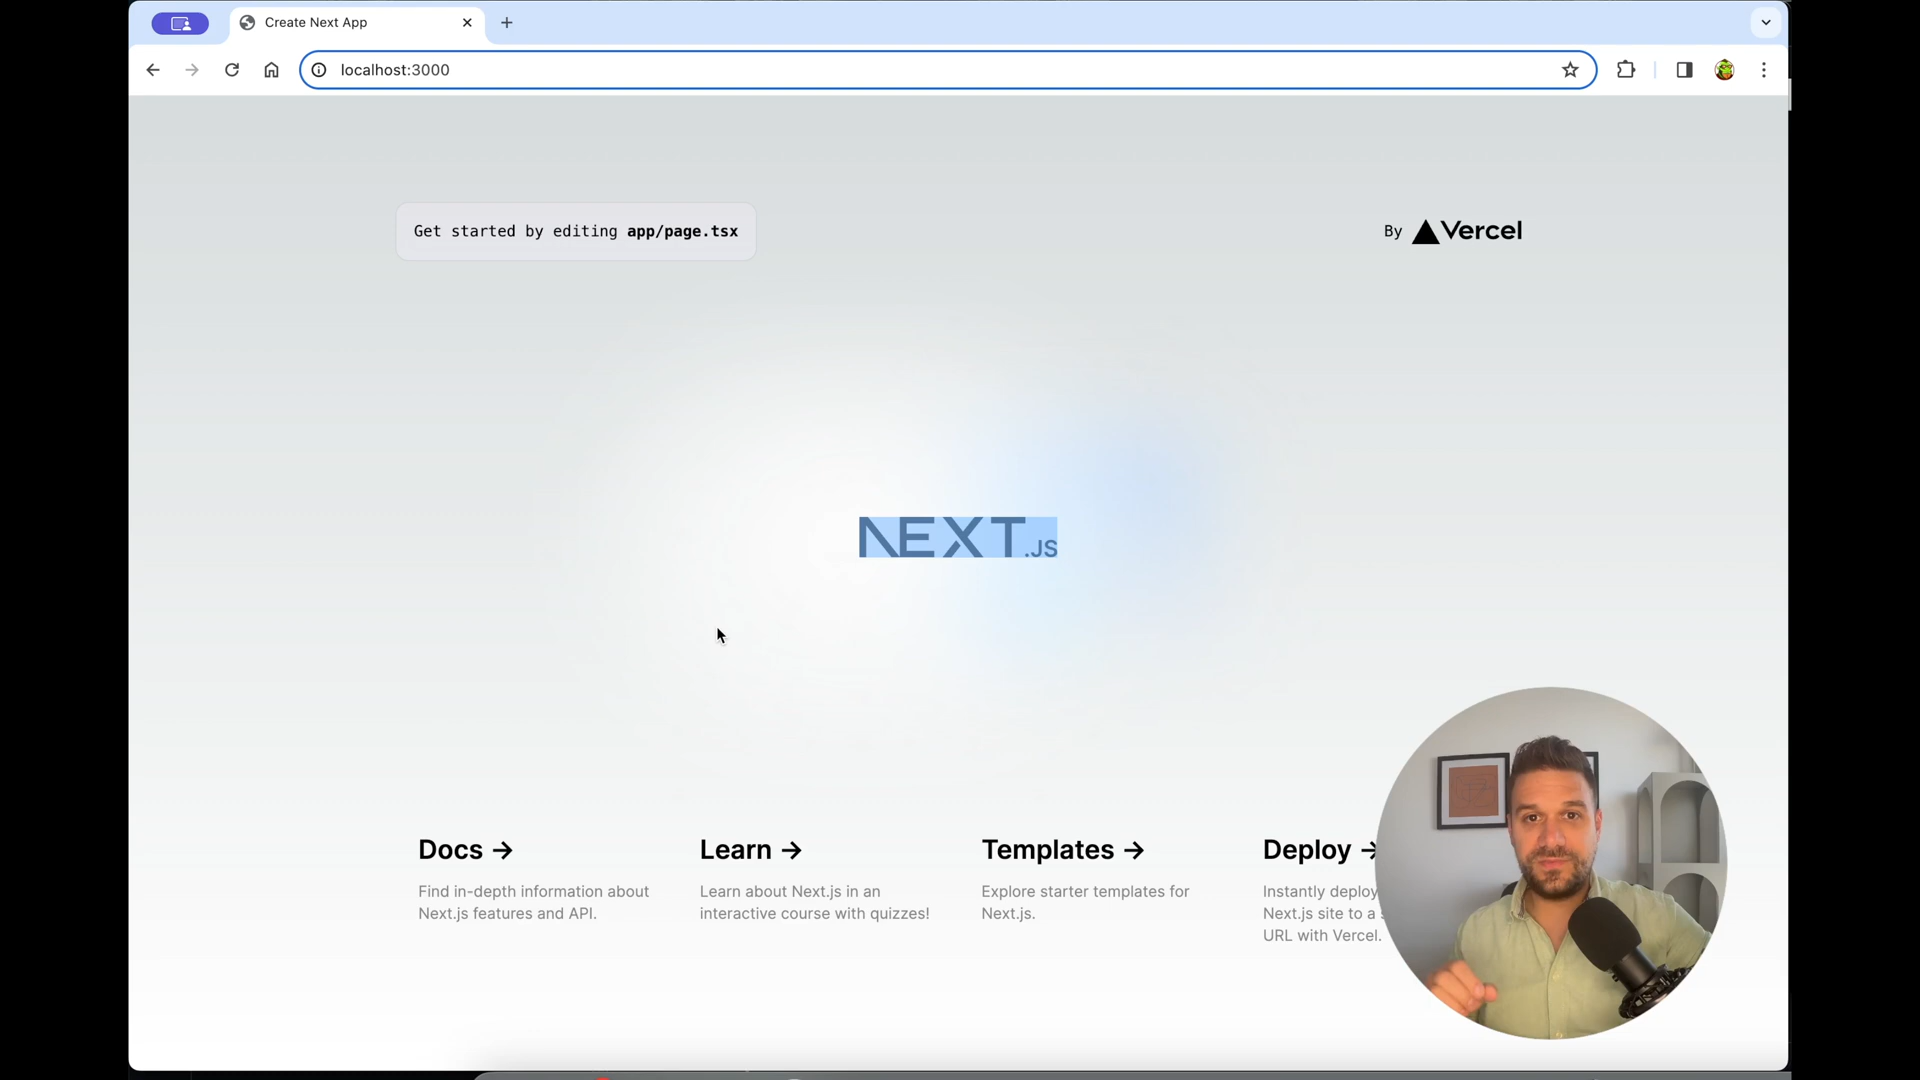 Create Next App
localhost:3000
Get started by editing app/page.tsx
By Vercel
NEXT.JS
Docs →
Find in-depth information about
Next.js features and API.
Learn →
Learn about Next.js in an
interactive course with quizzes!
Templates →
Explore starter templates for
Next.js.
Deploy →
Instantly deploy
Next.js site to a
URL with Vercel.